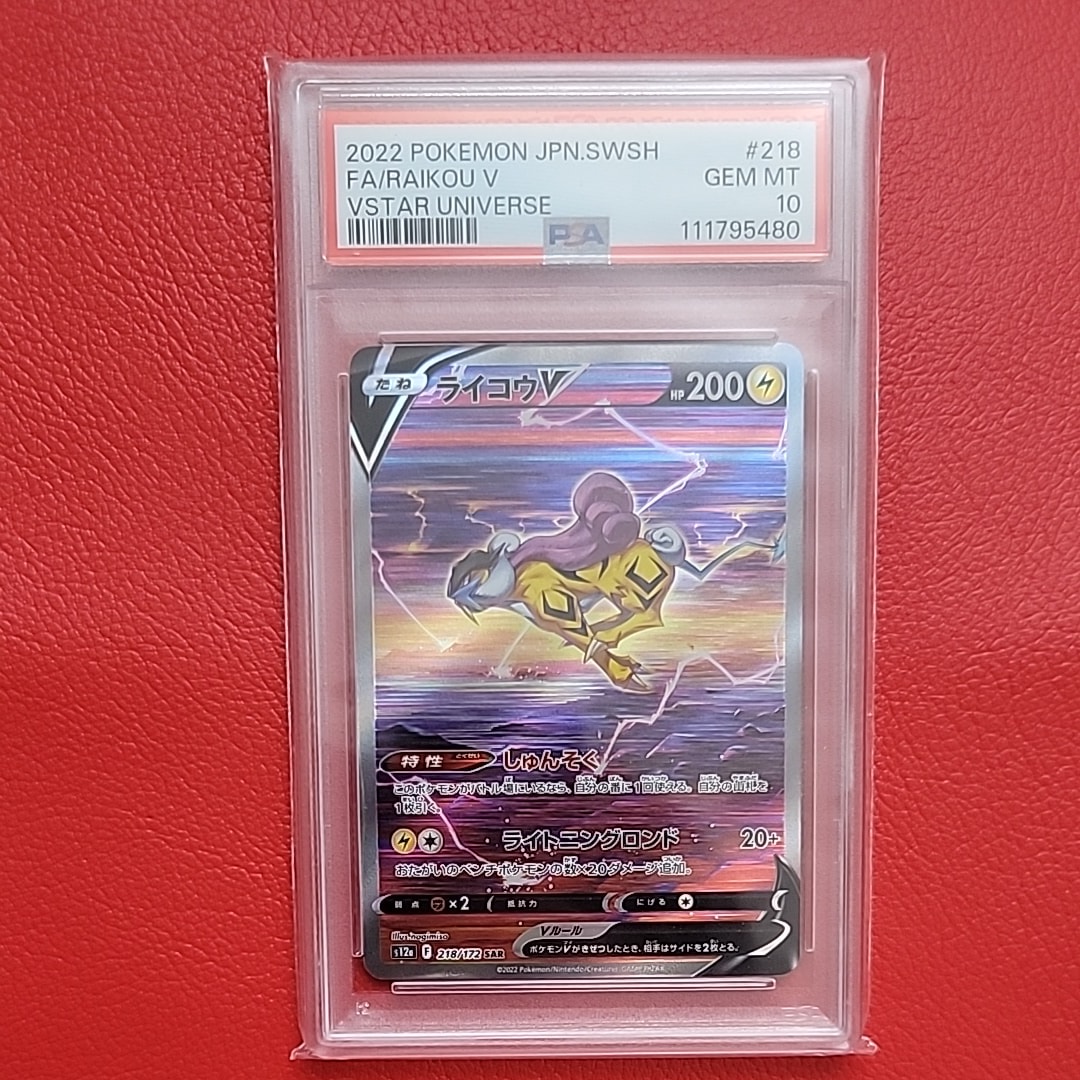 2022 POKEMON JPN.SWSH #218
FA/RAIKOU V GEM MT
VSTAR UNIVERSE 10
PSA 111795480
たね ライコウV HP200
特性 とくせい しゅんそく
このポケモンがバトル場にいるなら、自分の番に1回使える。自分の山札を
1枚引く。
ライトニングロンド 20+
おたがいのベンチポケモンの数×20ダメージ追加。
弱点 ×2 抵抗力 にげる
Illus. nagimiso Vルール
s12a F 218/172 SAR ポケモンVがきぜつしたとき、相手はサイドを2枚とる。
©2022 Pokémon/Nintendo/Creatures/GAME FREAK